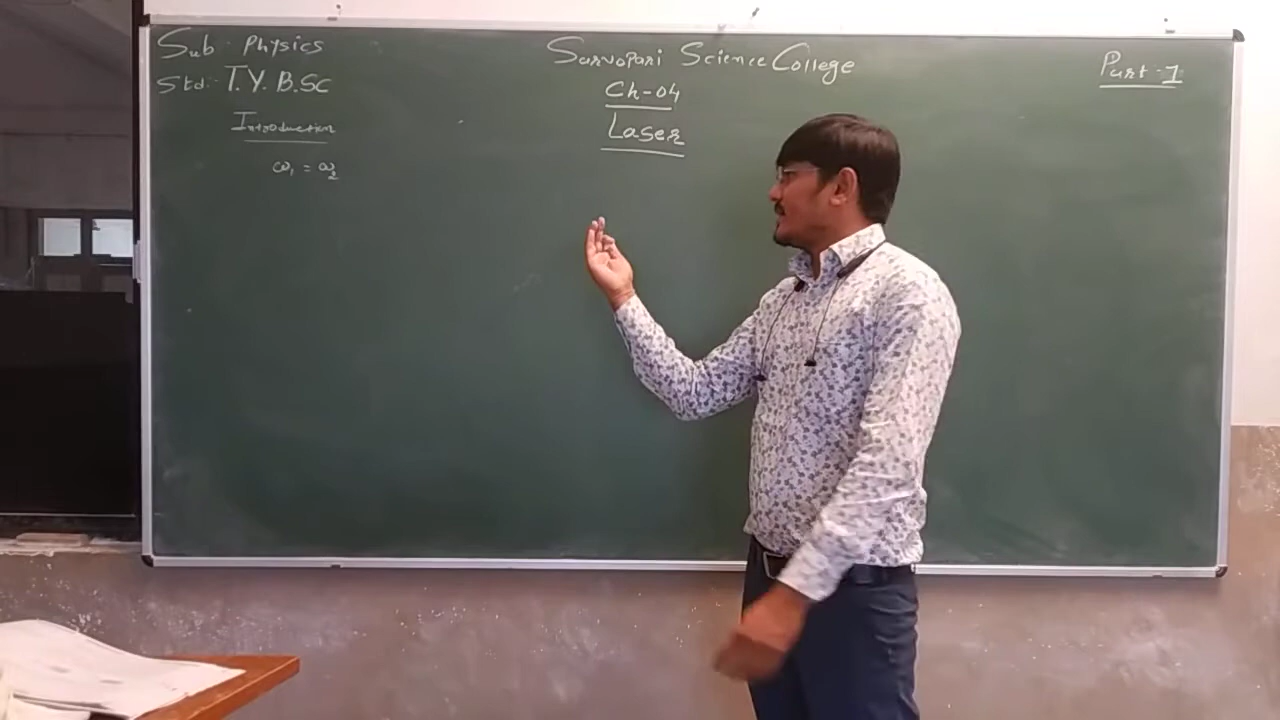 Sub : Physics
Std : T.Y.B.Sc
Sarvopari Science College
Ch-04
Laser
Part-1
Introduction
ω₁ = ω₂